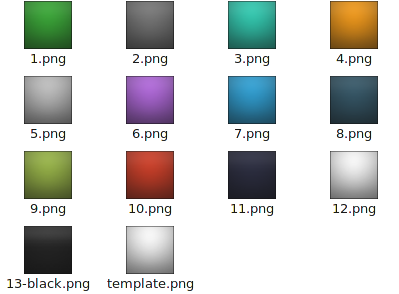 1.png 2.png 3.png 4.png
5.png 6.png 7.png 8.png
9.png 10.png 11.png 12.png
13-black.png template.png